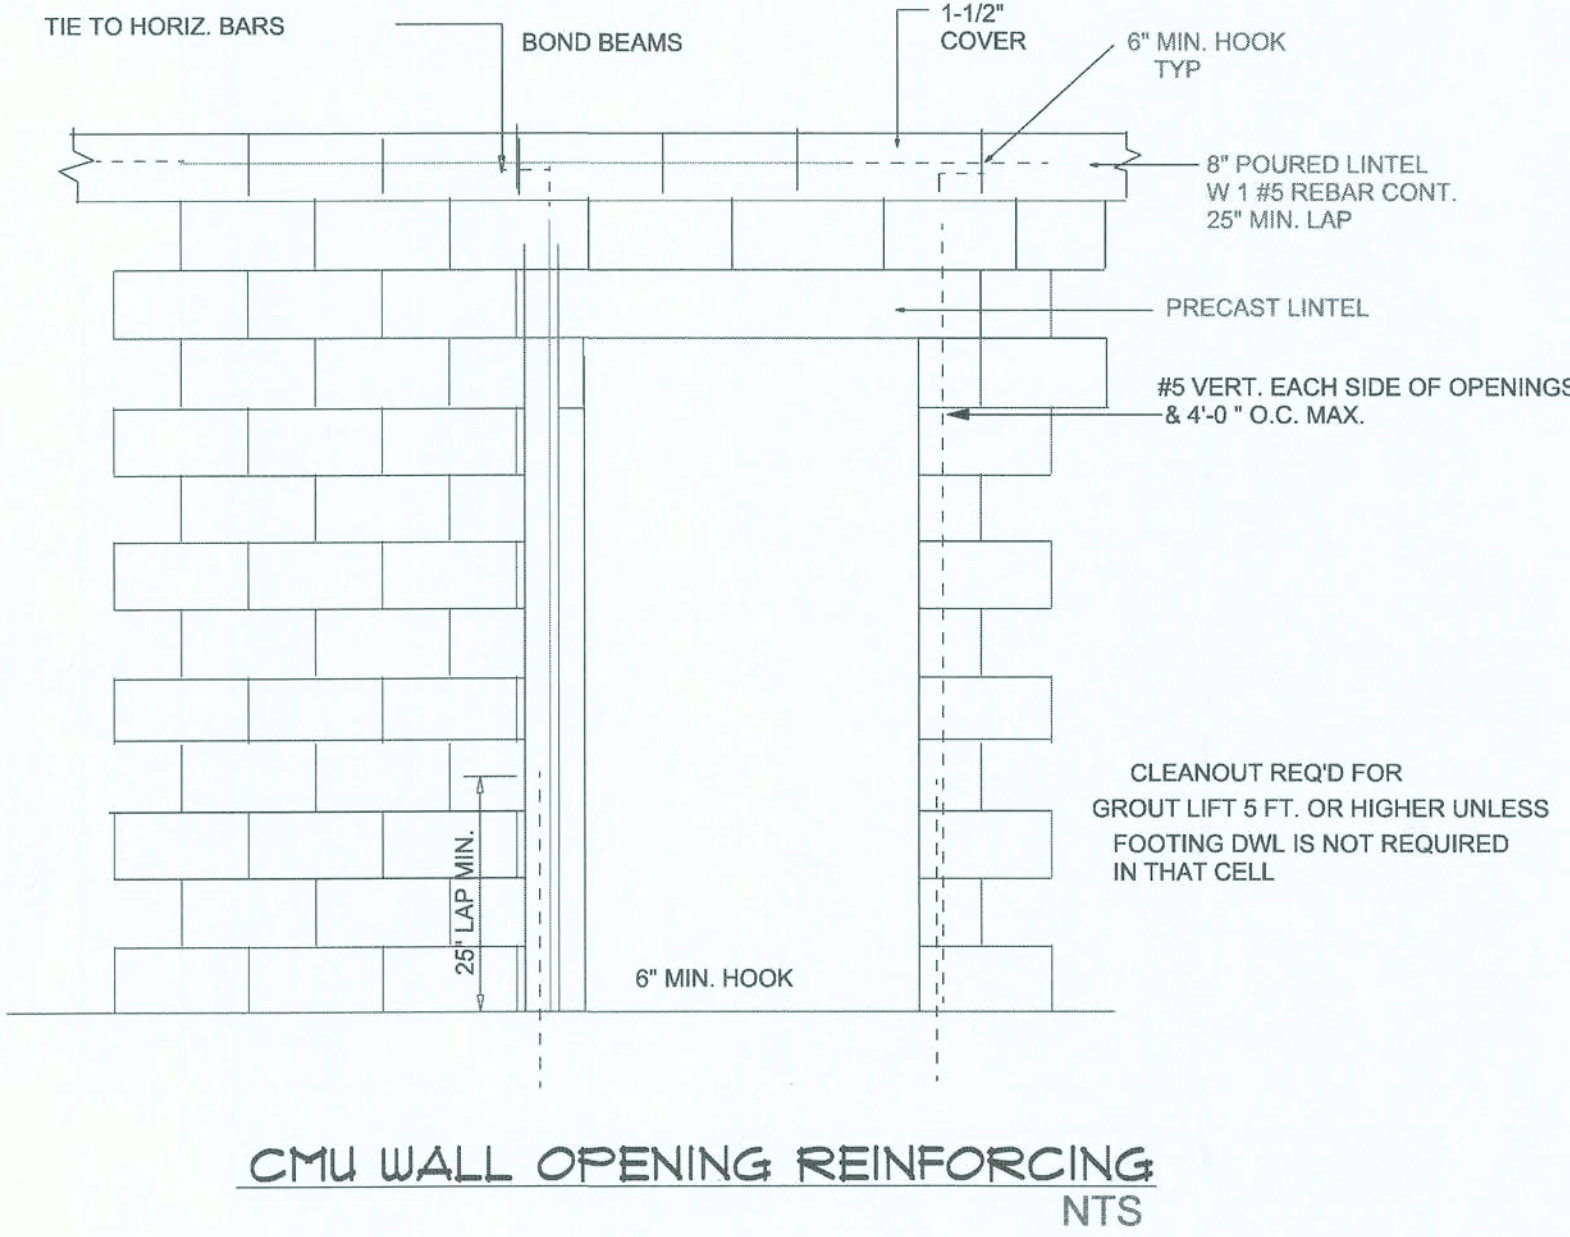 TIE TO HORIZ. BARS
BOND BEAMS
1-1/2"
COVER
6" MIN. HOOK
TYP
8" POURED LINTEL
W 1 #5 REBAR CONT.
25" MIN. LAP
PRECAST LINTEL
#5 VERT. EACH SIDE OF OPENINGS
& 4'-0 " O.C. MAX.
CLEANOUT REQ'D FOR
GROUT LIFT 5 FT. OR HIGHER UNLESS
FOOTING DWL IS NOT REQUIRED
IN THAT CELL
25" LAP MIN.
6" MIN. HOOK
CMU WALL OPENING REINFORCING
NTS